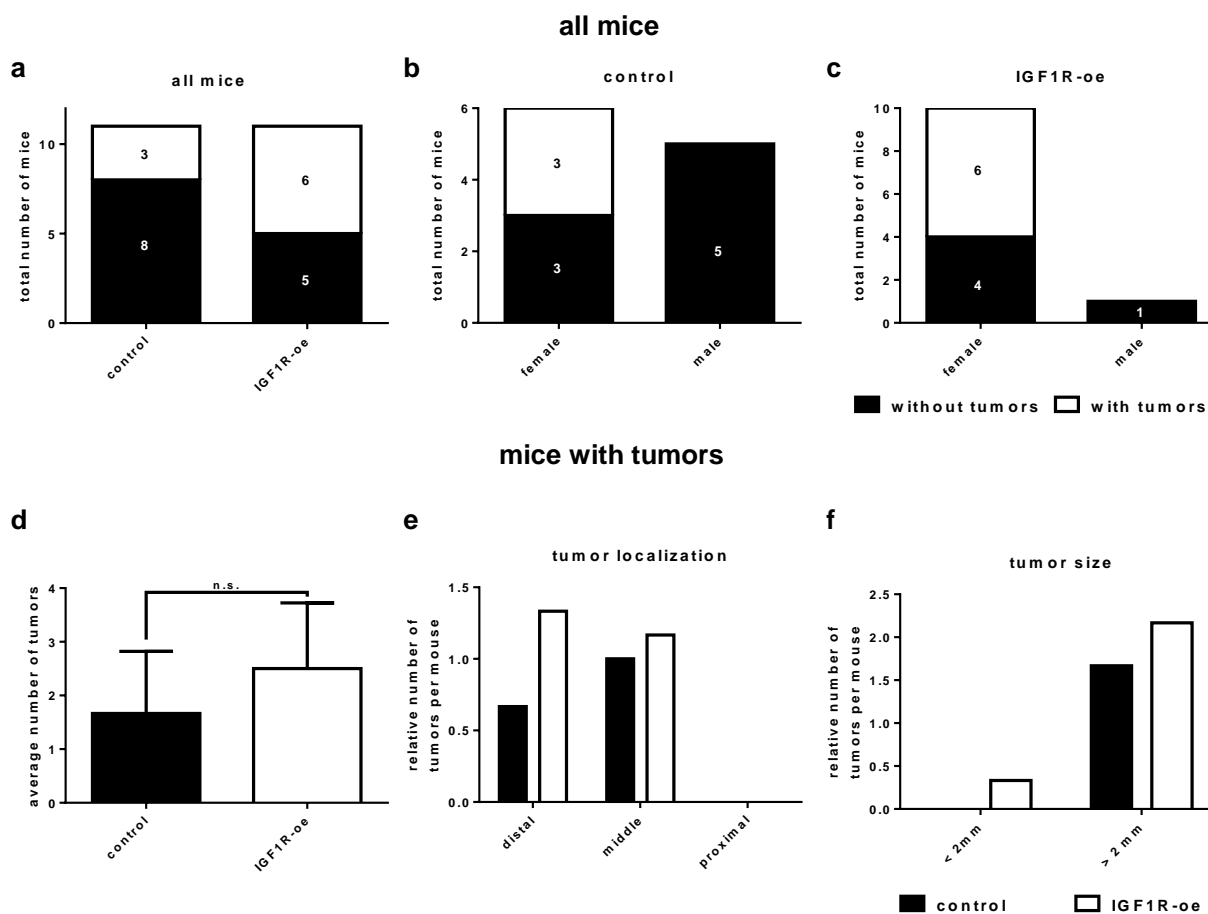 all mice
a
all mice
total number of mice
10
5
0
3
8
6
5
control
IGF1R-oe
b
control
total number of mice
6
4
2
0
3
3
5
female
male
c
IGF1R-oe
total number of mice
10
8
6
4
2
0
6
4
1
female
male
without tumors
with tumors
mice with tumors
d
average number of tumors
4
3
2
1
0
n.s.
control
IGF1R-oe
e
tumor localization
relative number of
tumors per mouse
1.5
1.0
0.5
0.0
distal
middle
proximal
f
tumor size
relative number of
tumors per mouse
2.5
2.0
1.5
1.0
0.5
0.0
< 2mm
> 2mm
control
IGF1R-oe